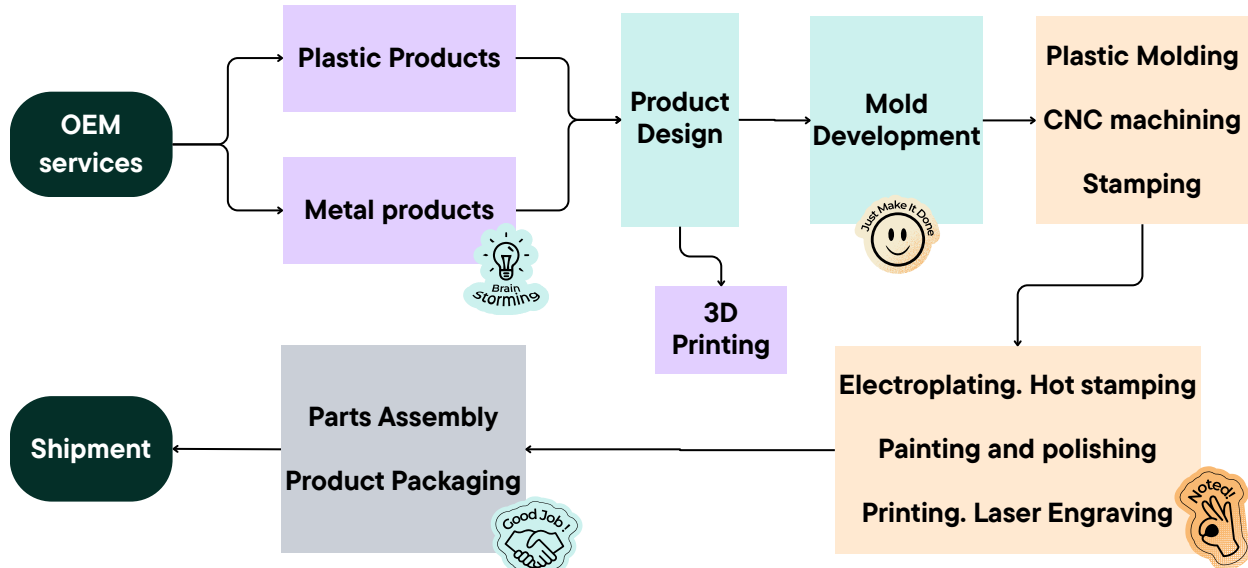 OEM
services
Plastic Products
Metal products
Brain
Storming
Product
Design
3D
Printing
Mold
Development
Just Make It Done
Plastic Molding
CNC machining
Stamping
Electroplating. Hot stamping
Painting and polishing
Printing. Laser Engraving
Noted!
Parts Assembly
Product Packaging
Good Job !
Shipment